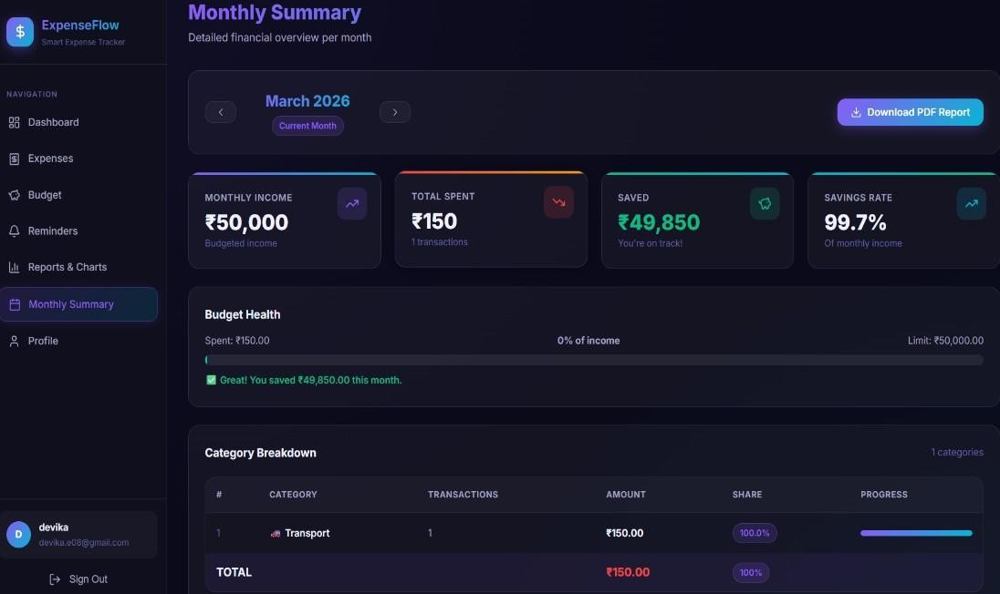 ExpenseFlow
Smart Expense Tracker
NAVIGATION
Dashboard
Expenses
Budget
Reminders
Reports & Charts
Monthly Summary
Profile
D
devika
devika.e08@gmail.com
Sign Out
Monthly Summary
Detailed financial overview per month
March 2026
Current Month
Download PDF Report
MONTHLY INCOME
₹50,000
Budgeted income
TOTAL SPENT
₹150
1 transactions
SAVED
₹49,850
You're on track!
SAVINGS RATE
99.7%
Of monthly income
Budget Health
Spent: ₹150.00 0% of income Limit: ₹50,000.00
Great! You saved ₹49,850.00 this month.
Category Breakdown 1 categories
# CATEGORY TRANSACTIONS AMOUNT SHARE PROGRESS
1 Transport 1 ₹150.00 100.0%
TOTAL ₹150.00 100%